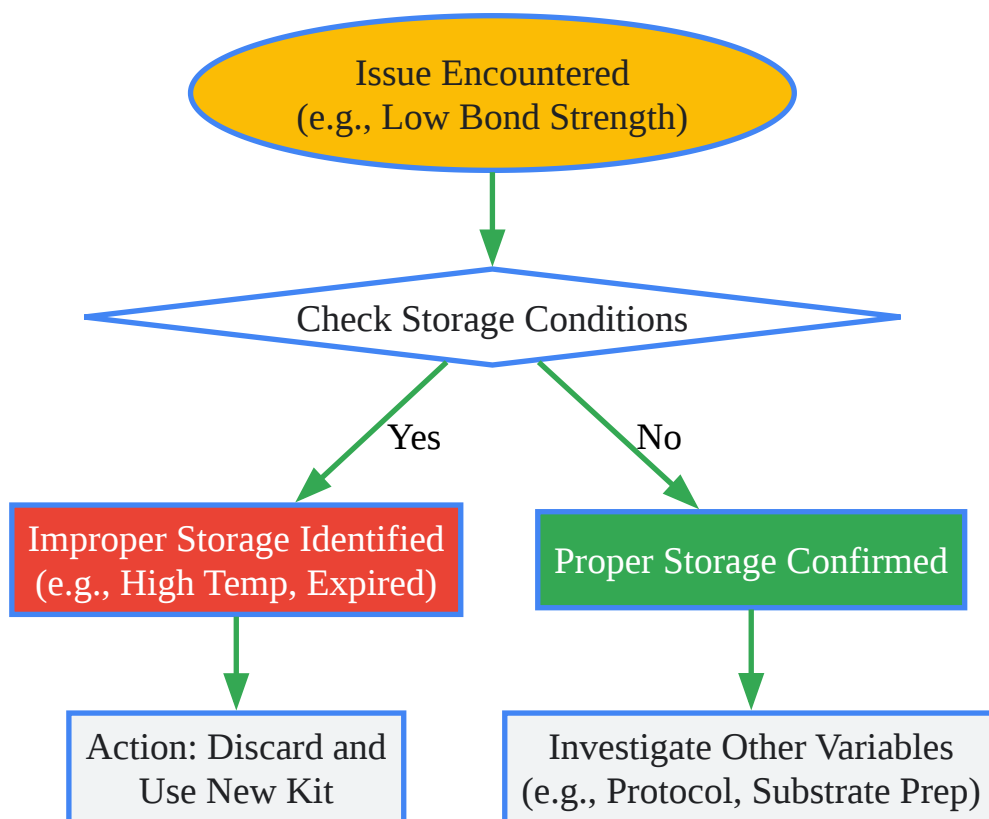 Issue Encountered
(e.g., Low Bond Strength)
Check Storage Conditions
Yes
No
Improper Storage Identified
(e.g., High Temp, Expired)
Proper Storage Confirmed
Action: Discard and
Use New Kit
Investigate Other Variables
(e.g., Protocol, Substrate Prep)